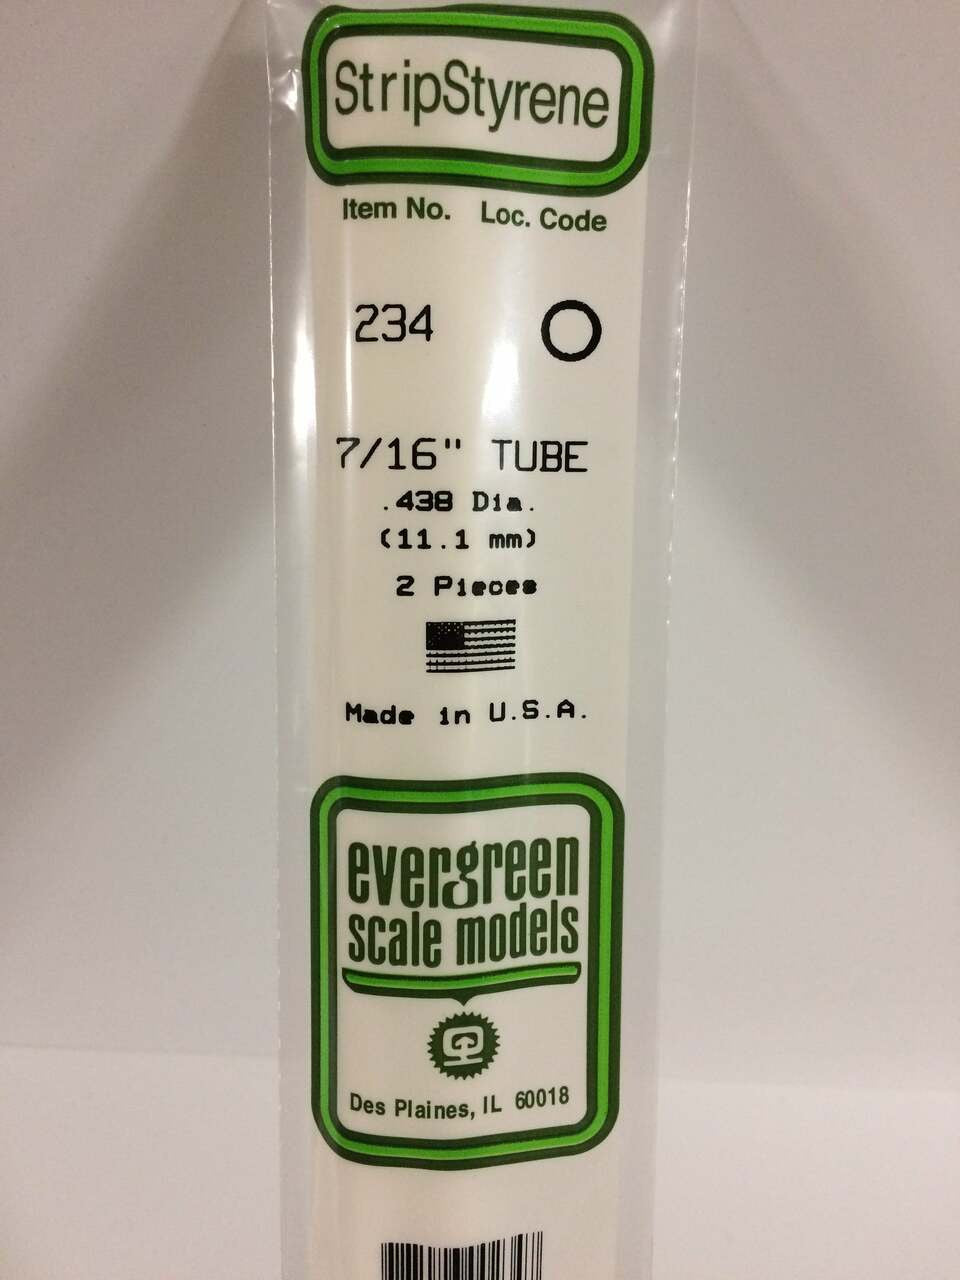 StripStyrene
Item No. Loc. Code
234
7/16" TUBE
.438 Dia.
(11.1 mm)
2 Pieces
Made in U.S.A.
evergreen
scale models
Des Plaines, IL 60018